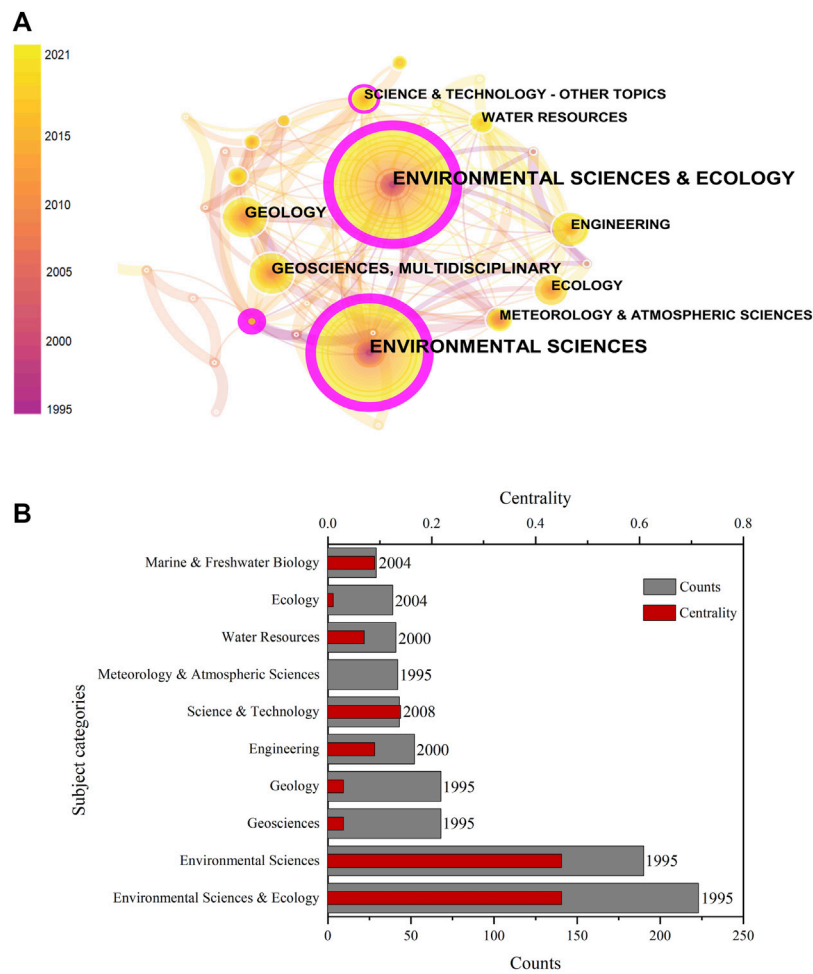 A
2021
2015
2010
2005
2000
1995
SCIENCE & TECHNOLOGY - OTHER TOPICS
WATER RESOURCES
ENVIRONMENTAL SCIENCES & ECOLOGY
GEOLOGY
ENGINEERING
GEOSCIENCES, MULTIDISCIPLINARY
ECOLOGY
METEOROLOGY & ATMOSPHERIC SCIENCES
ENVIRONMENTAL SCIENCES
B
Centrality
0.0 0.2 0.4 0.6 0.8
Marine & Freshwater Biology 2004
Ecology 2004
Water Resources 2000
Meteorology & Atmospheric Sciences 1995
Science & Technology 2008
Engineering 2000
Geology 1995
Geosciences 1995
Environmental Sciences 1995
Environmental Sciences & Ecology 1995
Counts
Centrality
Subject categories
0 50 100 150 200 250
Counts